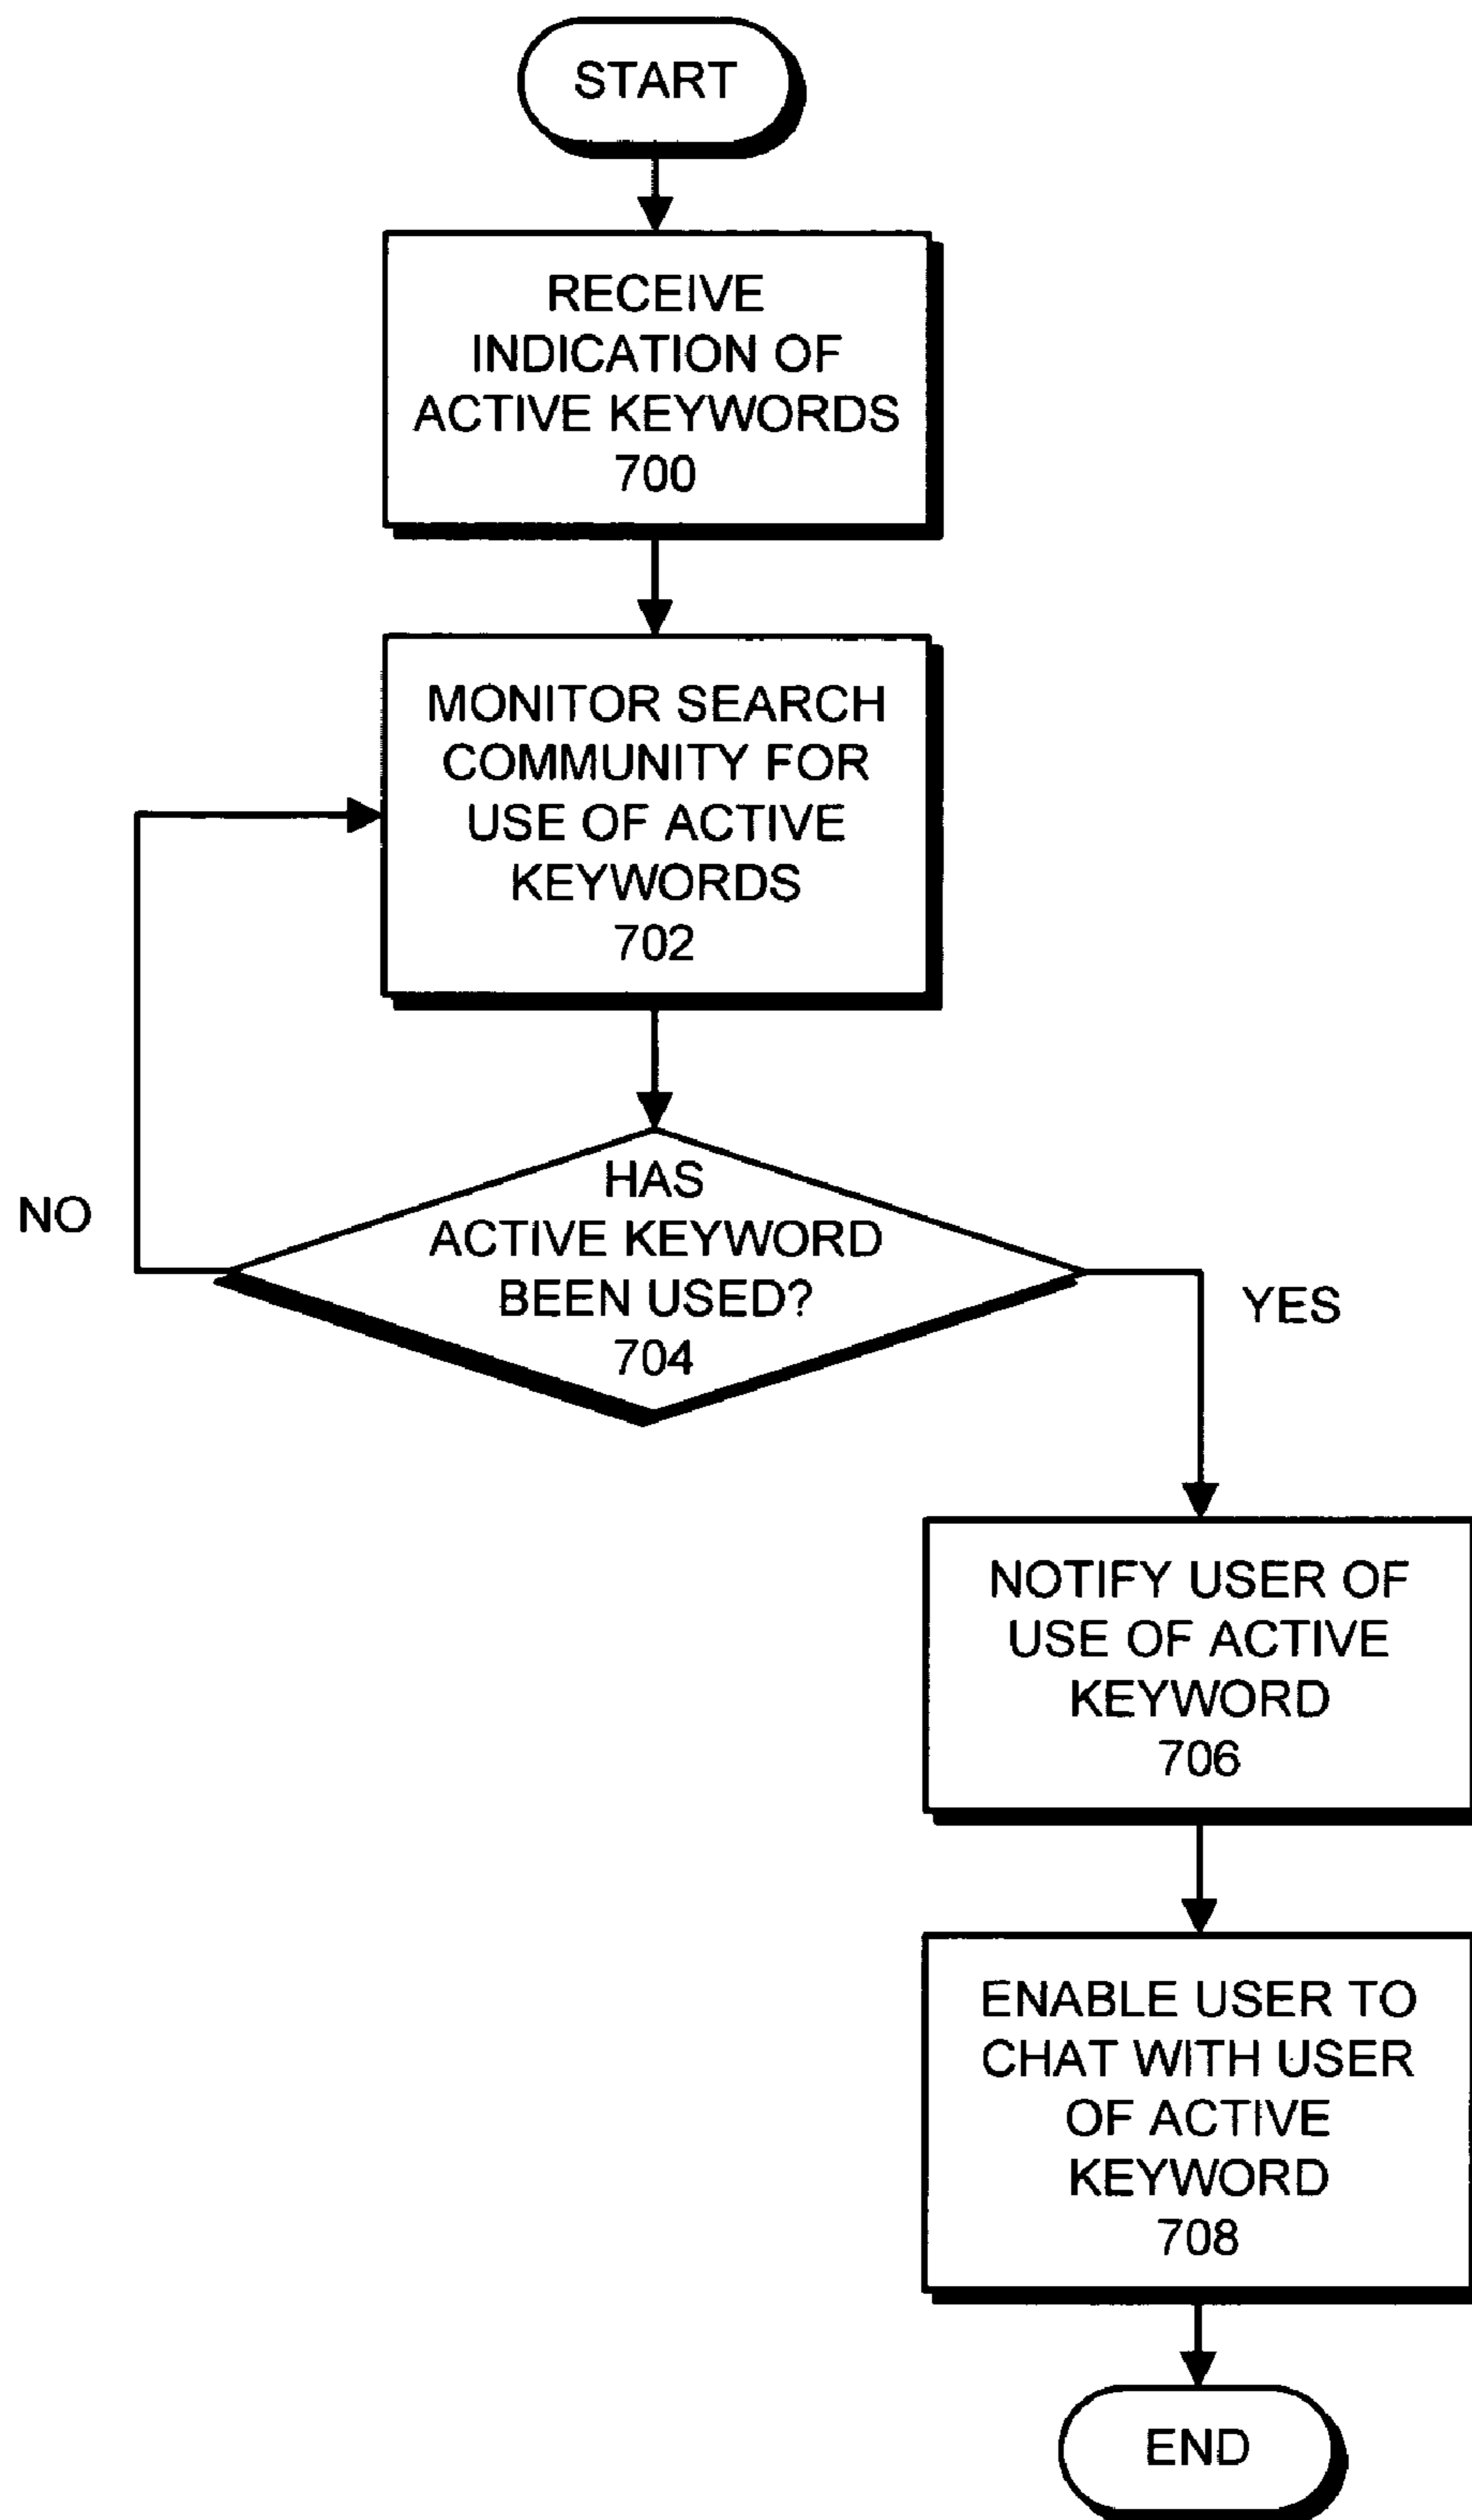 START
RECEIVE
INDICATION OF
ACTIVE KEYWORDS
700
MONITOR SEARCH
COMMUNITY FOR
USE OF ACTIVE
KEYWORDS
702
HAS
ACTIVE KEYWORD
BEEN USED?
704
NO
YES
NOTIFY USER OF
USE OF ACTIVE
KEYWORD
706
ENABLE USER TO
CHAT WITH USER
OF ACTIVE
KEYWORD
708
END